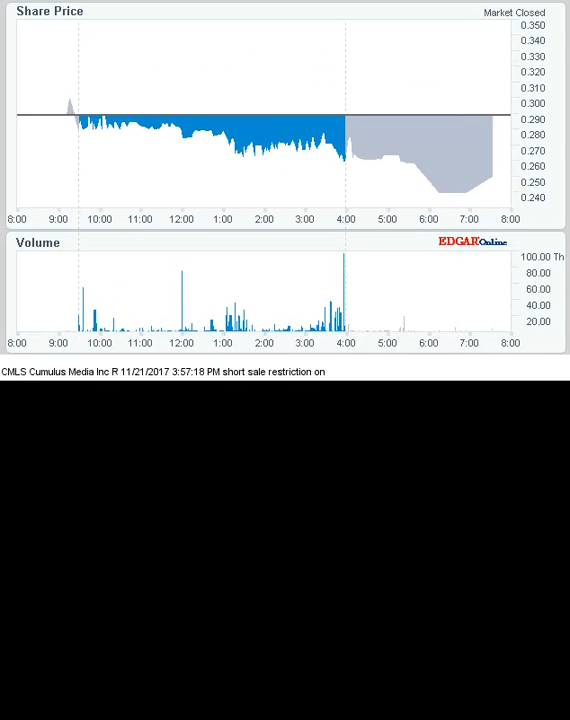 Share Price
Market Closed
0.350
0.340
0.330
0.320
0.310
0.300
0.290
0.280
0.270
0.260
0.250
0.240
8:00 9:00 10:00 11:00 12:00 1:00 2:00 3:00 4:00 5:00 6:00 7:00 8:00
Volume
EDGAR Online
100.00 Th
80.00
60.00
40.00
20.00
8:00 9:00 10:00 11:00 12:00 1:00 2:00 3:00 4:00 5:00 6:00 7:00 8:00
CMLS Cumulus Media Inc R 11/21/2017 3:57:18 PM short sale restriction on